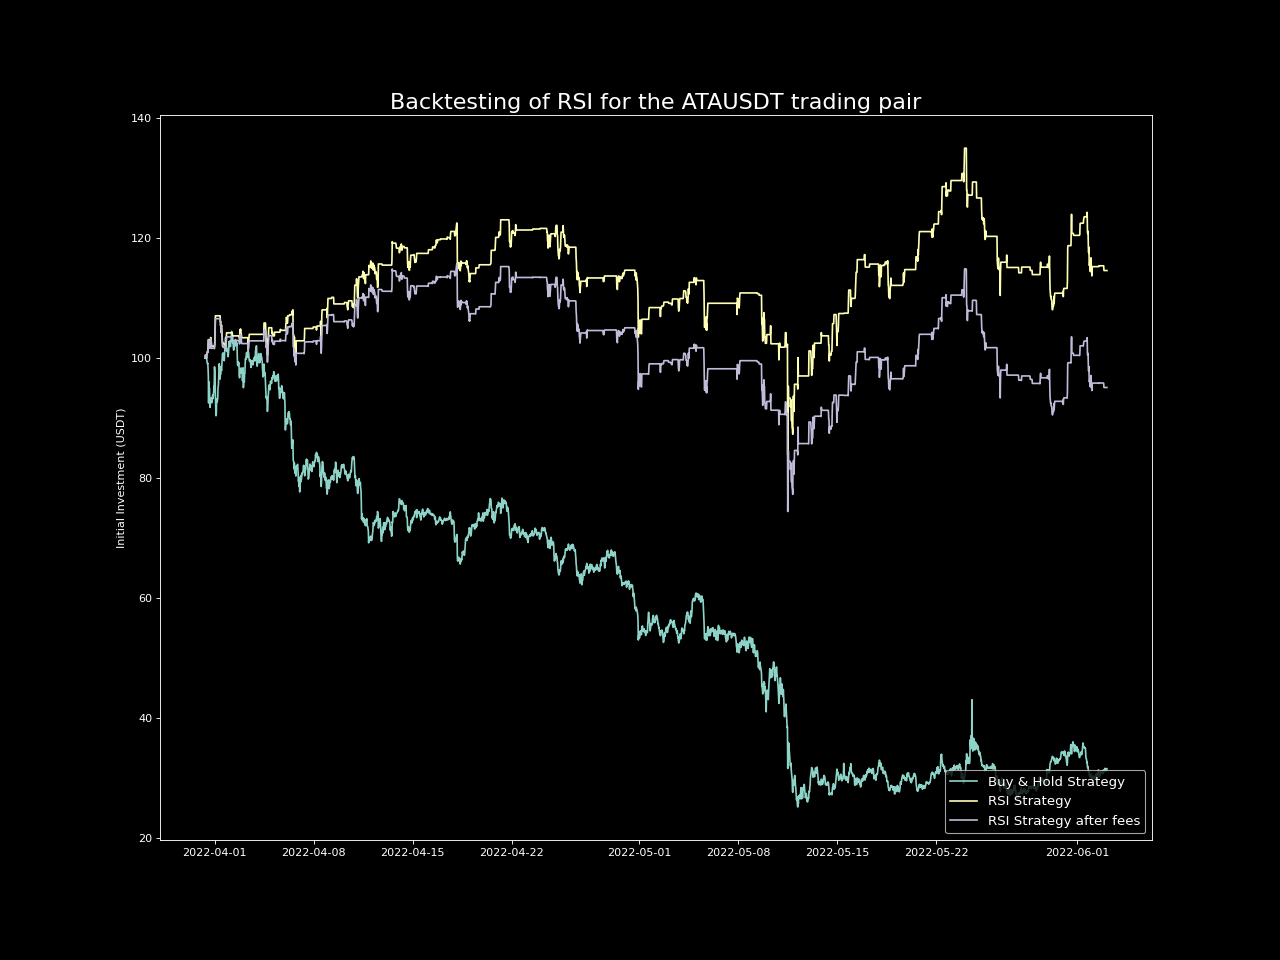 Backtesting of RSI for the ATAUSDT trading pair
140
120
100
80
60
40
20
Initial Investment (USDT)
2022-04-01 2022-04-08 2022-04-15 2022-04-22 2022-05-01 2022-05-08 2022-05-15 2022-05-22 2022-06-01
Buy & Hold Strategy
RSI Strategy
RSI Strategy after fees